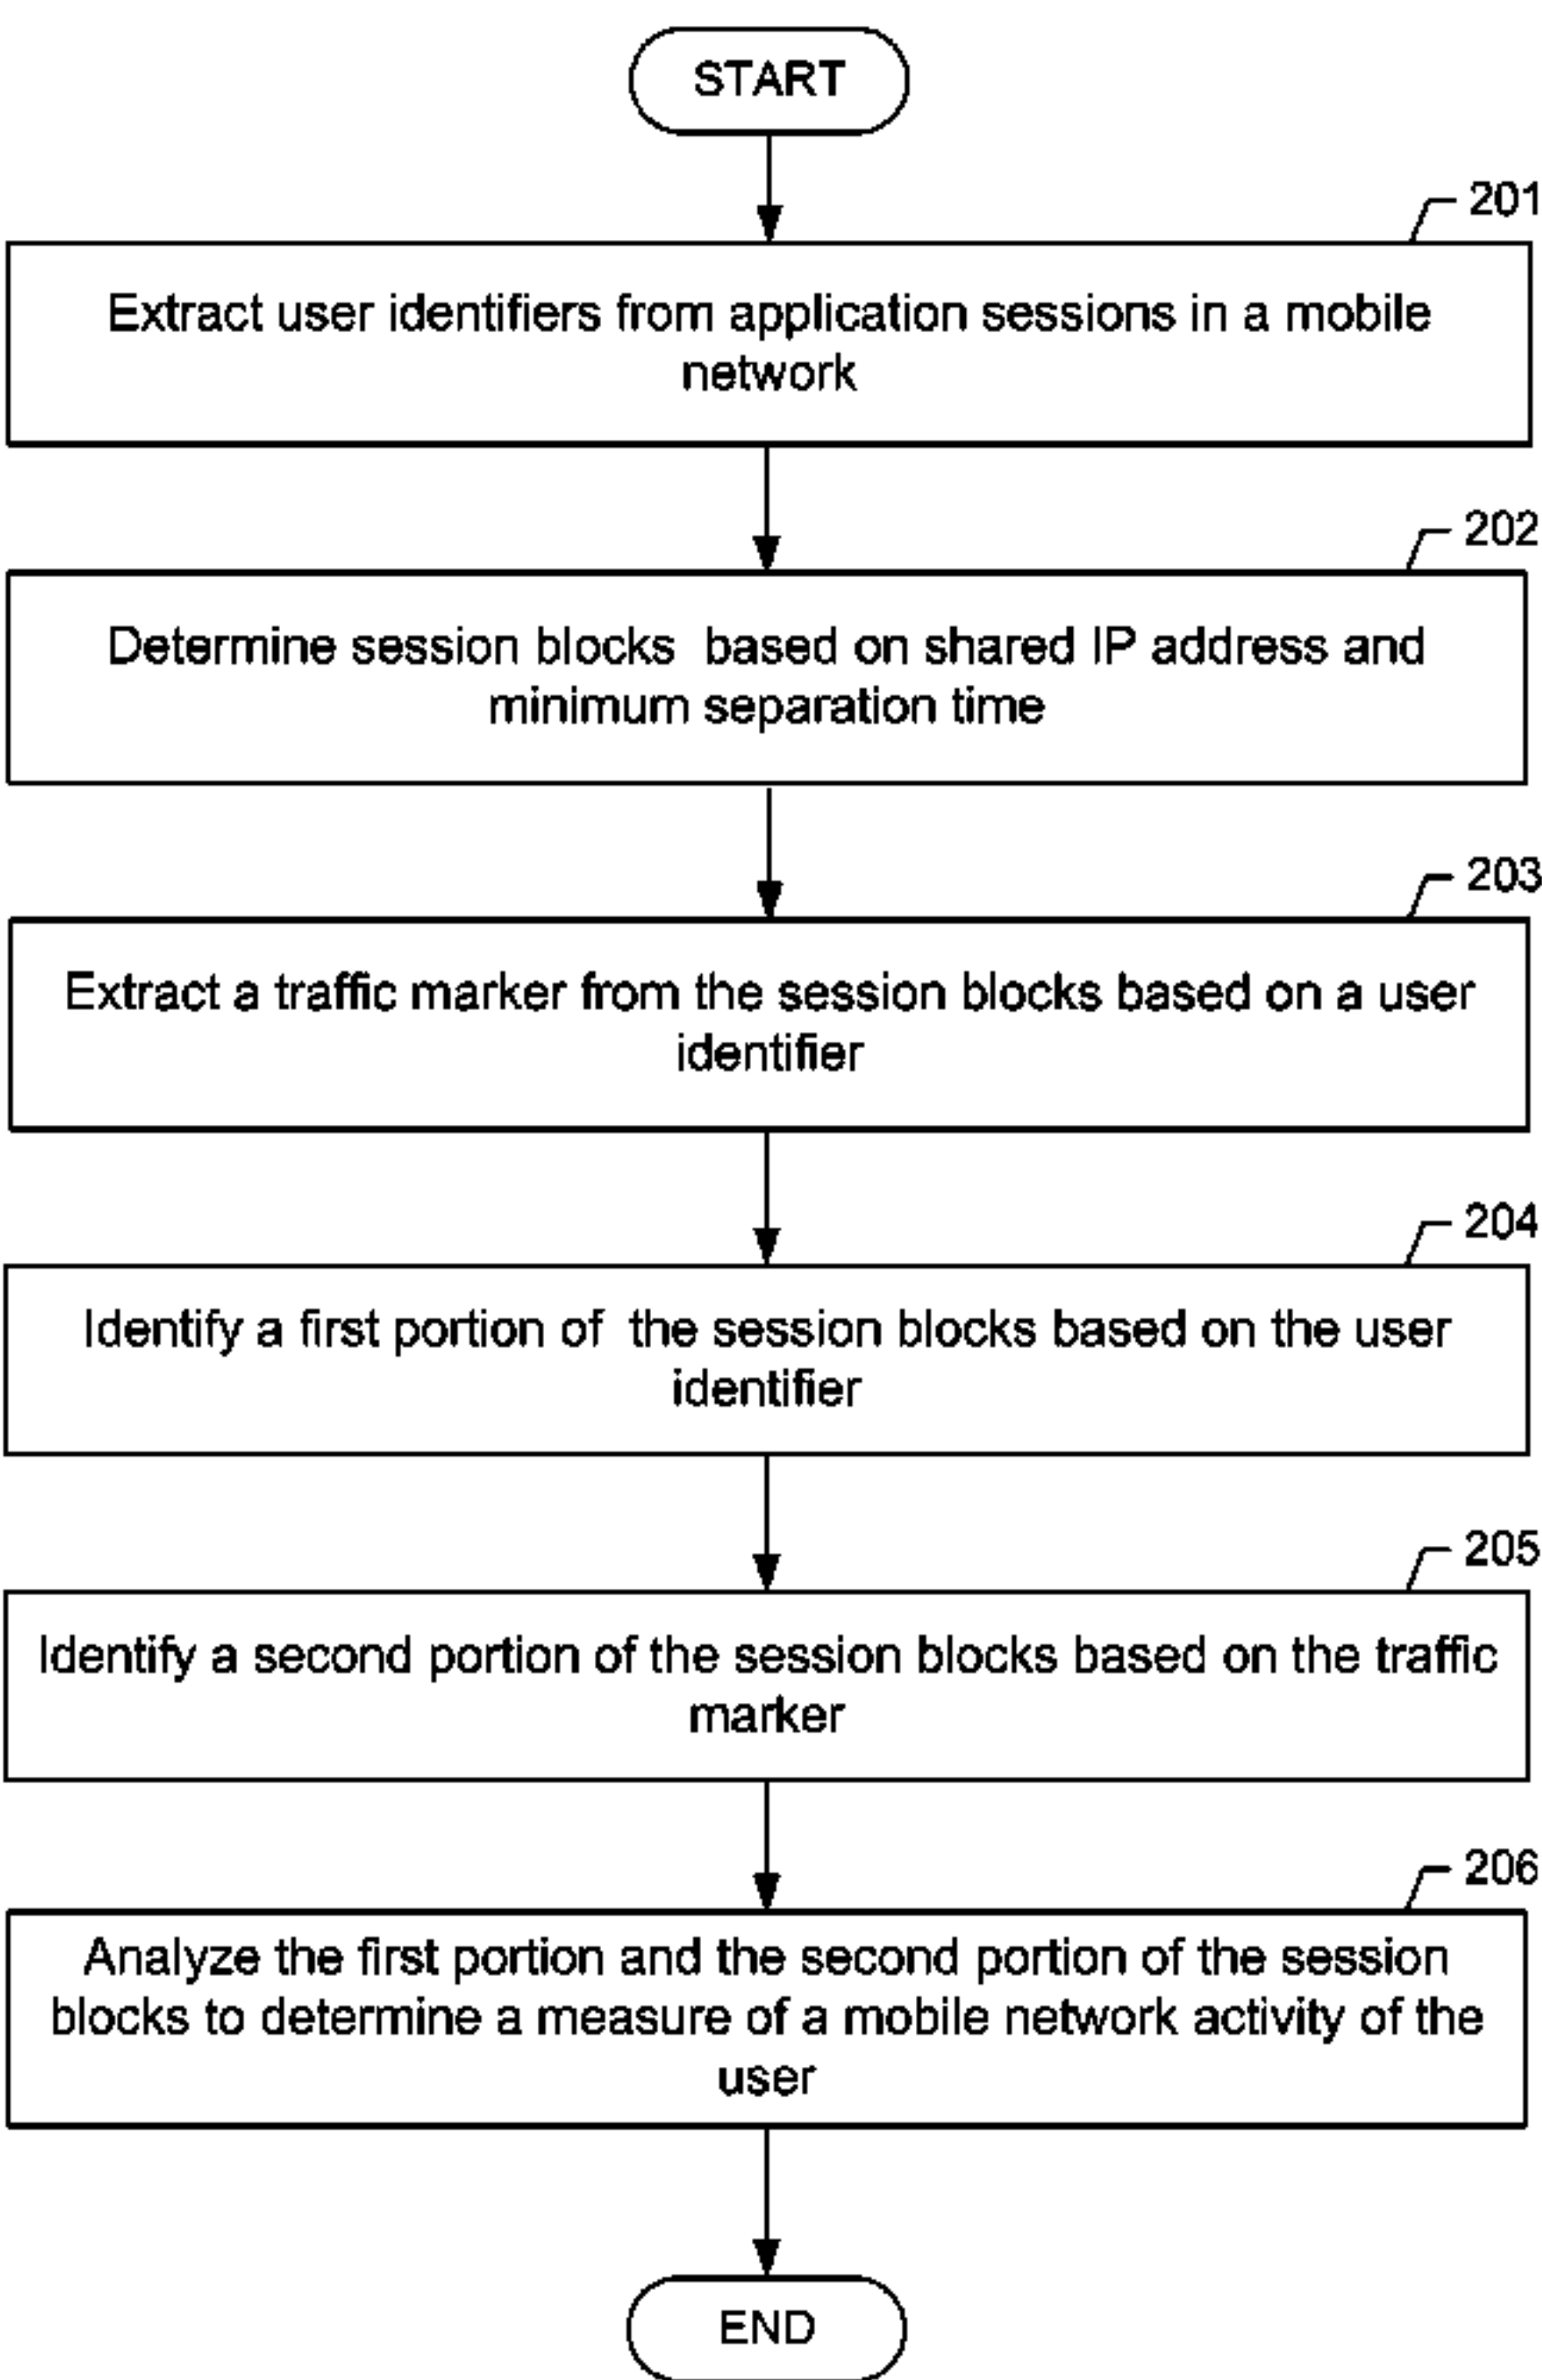 START
201
Extract user identifiers from application sessions in a mobile
network
202
Determine session blocks based on shared IP address and
minimum separation time
203
Extract a traffic marker from the session blocks based on a user
identifier
204
Identify a first portion of the session blocks based on the user
identifier
205
Identify a second portion of the session blocks based on the traffic
marker
206
Analyze the first portion and the second portion of the session
blocks to determine a measure of a mobile network activity of the
user
END